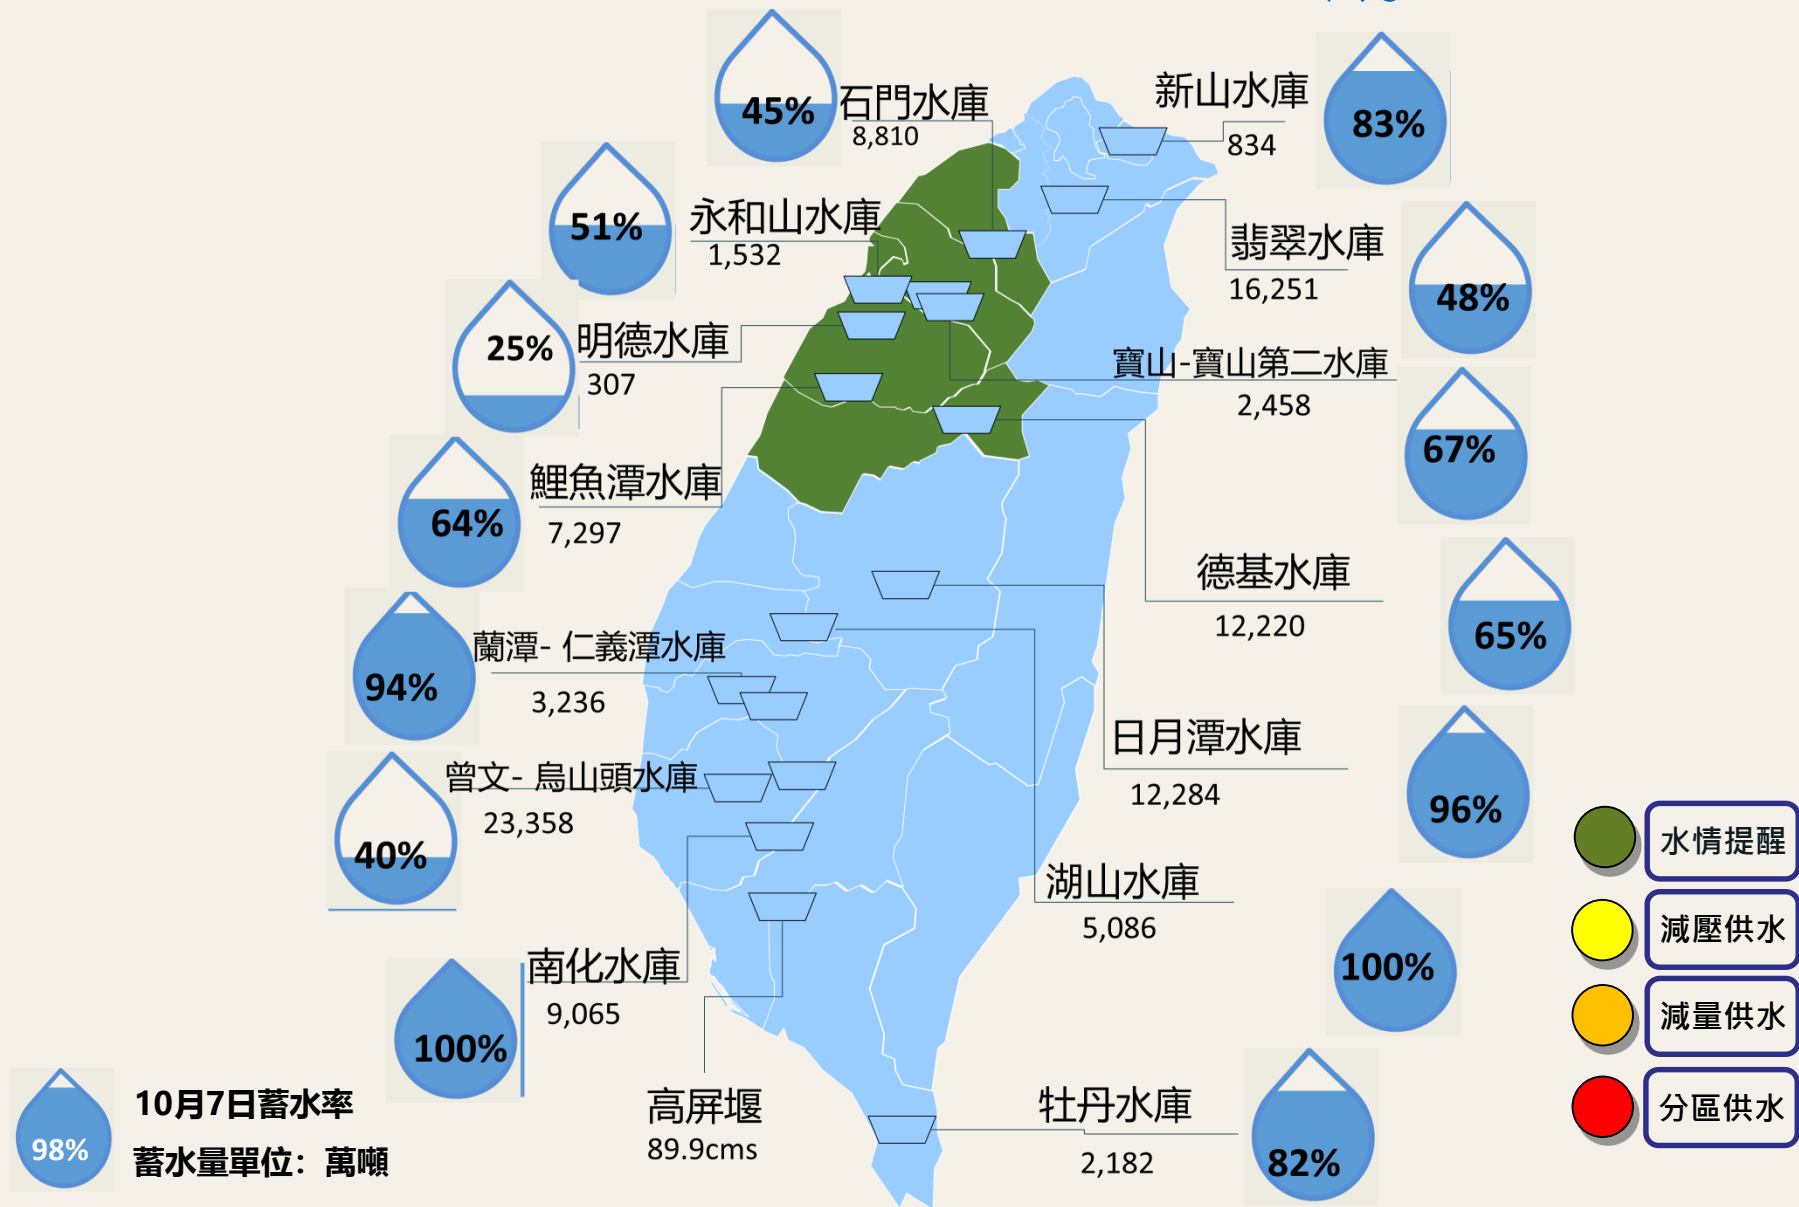 45%
石門水庫
8,810
新山水庫
834
83%
51%
永和山水庫
1,532
翡翠水庫
16,251
48%
25%
明德水庫
307
寶山-寶山第二水庫
2,458
67%
64%
鯉魚潭水庫
7,297
德基水庫
12,220
65%
94%
蘭潭- 仁義潭水庫
3,236
日月潭水庫
12,284
96%
40%
曾文- 烏山頭水庫
23,358
湖山水庫
5,086
100%
100%
南化水庫
9,065
高屏堰
89.9cms
牡丹水庫
2,182
82%
水情提醒
減壓供水
減量供水
分區供水
98%
10月7日蓄水率
蓄水量單位：萬噸